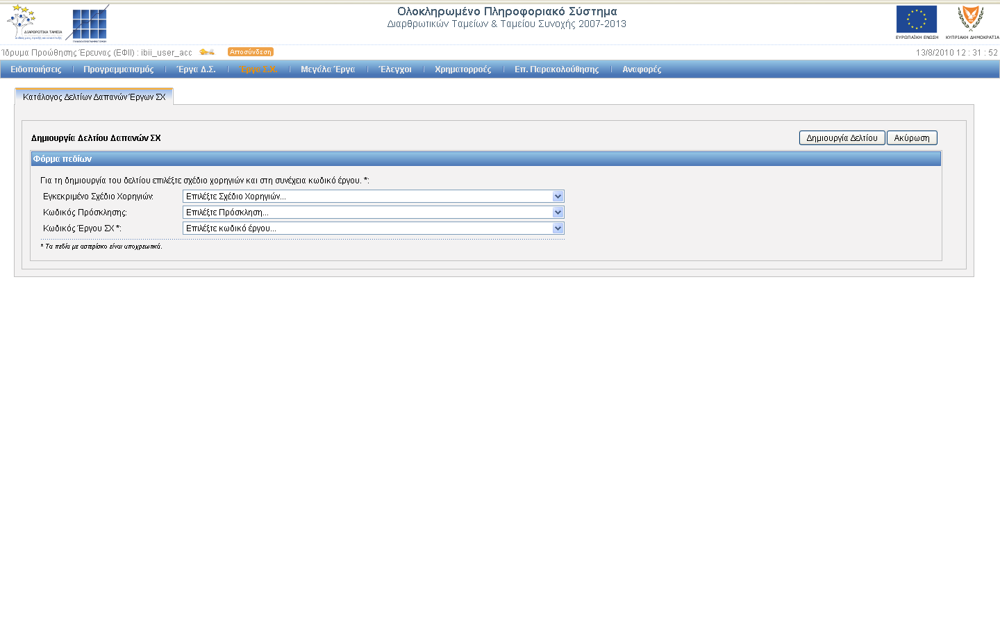 Ολοκληρωμένο Πληροφοριακό Σύστημα
Διαρθρωτικών Ταμείων & Ταμείου Συνοχής 2007-2013
ΔΙΑΡΘΡΩΤΙΚΑ ΤΑΜΕΙΑ
ΕΥΡΩΠΑΪΚΗ ΕΝΩΣΗ
ΚΥΠΡΙΑΚΗ ΔΗΜΟΚΡΑΤΙΑ
Ίδρυμα Προώθησης Έρευνας (ΕΦΙΙ) : ibii_user_acc Αποσύνδεση 13/8/2010 12 : 31 : 52
Ειδοποιήσεις Προγραμματισμός Έργα Δ.Σ. Έργα Σ.Χ. Μεγάλα Έργα Έλεγχοι Χρηματορροές Επ. Παρακολούθησης Αναφορές
Κατάλογος Δελτίων Δαπανών Έργων ΣΧ
Δημιουργία Δελτίου Δαπανών ΣΧ Δημιουργία Δελτίου Ακύρωση
Φόρμα πεδίων
Για τη δημιουργία του δελτίου επιλέξτε σχέδιο χορηγιών και στη συνέχεια κωδικό έργου. *:
Εγκεκριμένο Σχέδιο Χορηγιών: Επιλέξτε Σχέδιο Χορηγιών...
Κωδικός Πρόσκλησης: Επιλέξτε Πρόσκληση...
Κωδικός Έργου ΣΧ *: Επιλέξτε κωδικό έργου...
* Τα πεδία με αστερίσκο είναι υποχρεωτικά.